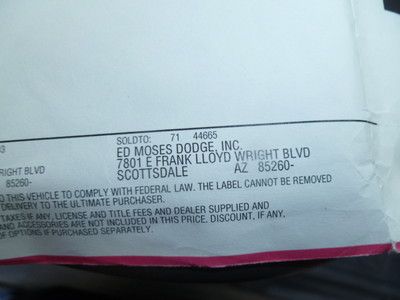 SOLDTO: 71 44665
ED MOSES DODGE, INC.
7801 E FRANK LLOYD WRIGHT BLVD
SCOTTSDALE AZ 85260-
RIGHT BLVD
85260-
THIS VEHICLE TO COMPLY WITH FEDERAL LAW. THE LABEL CANNOT BE REMOVED
DELIVERY TO THE ULTIMATE PURCHASER.
TAXES IF ANY, LICENSE AND TITLE FEES AND DEALER SUPPLIED AND
AND ACCESSORIES ARE NOT INCLUDED IN THIS PRICE. DISCOUNT, IF ANY.
OF OPTIONS IF PURCHASED SEPARATELY.